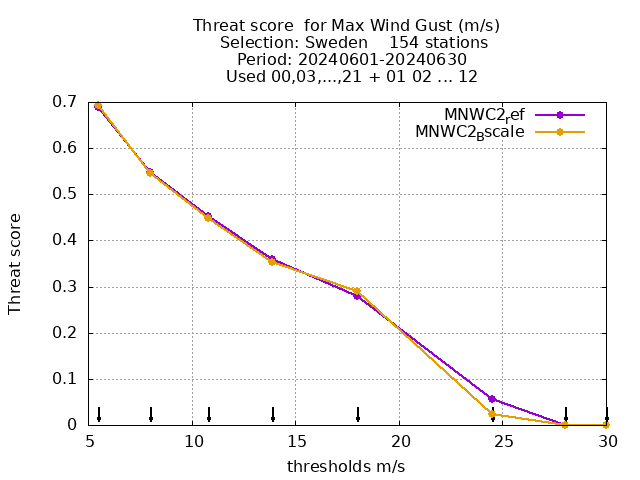 Threat score  for Max Wind Gust (m/s)
Selection: Sweden    154 stations
Period: 20240601-20240630
Used 00,03,...,21 + 01 02 ... 12
MNWC2ref
MNWC2Bscale
0.7
0.6
0.5
0.4
0.3
0.2
0.1
0
Threat score
5 10 15 20 25 30
thresholds m/s